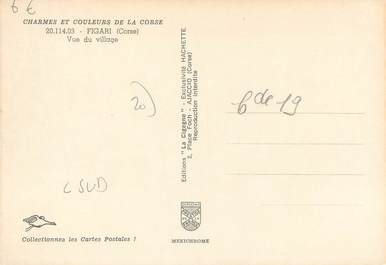 6 €
CHARMES ET COULEURS DE LA CORSE
20.114.03 - FIGARI (Corse)
Vue du village
20)
C SUD
Collectionnez les Cartes Postales !
Editions "La Cigogne" - Exclusivité HACHETTE
2, Place Foch - AJACCIO (Corse)
Reproduction interdite
MEXICHROME
6 de 19